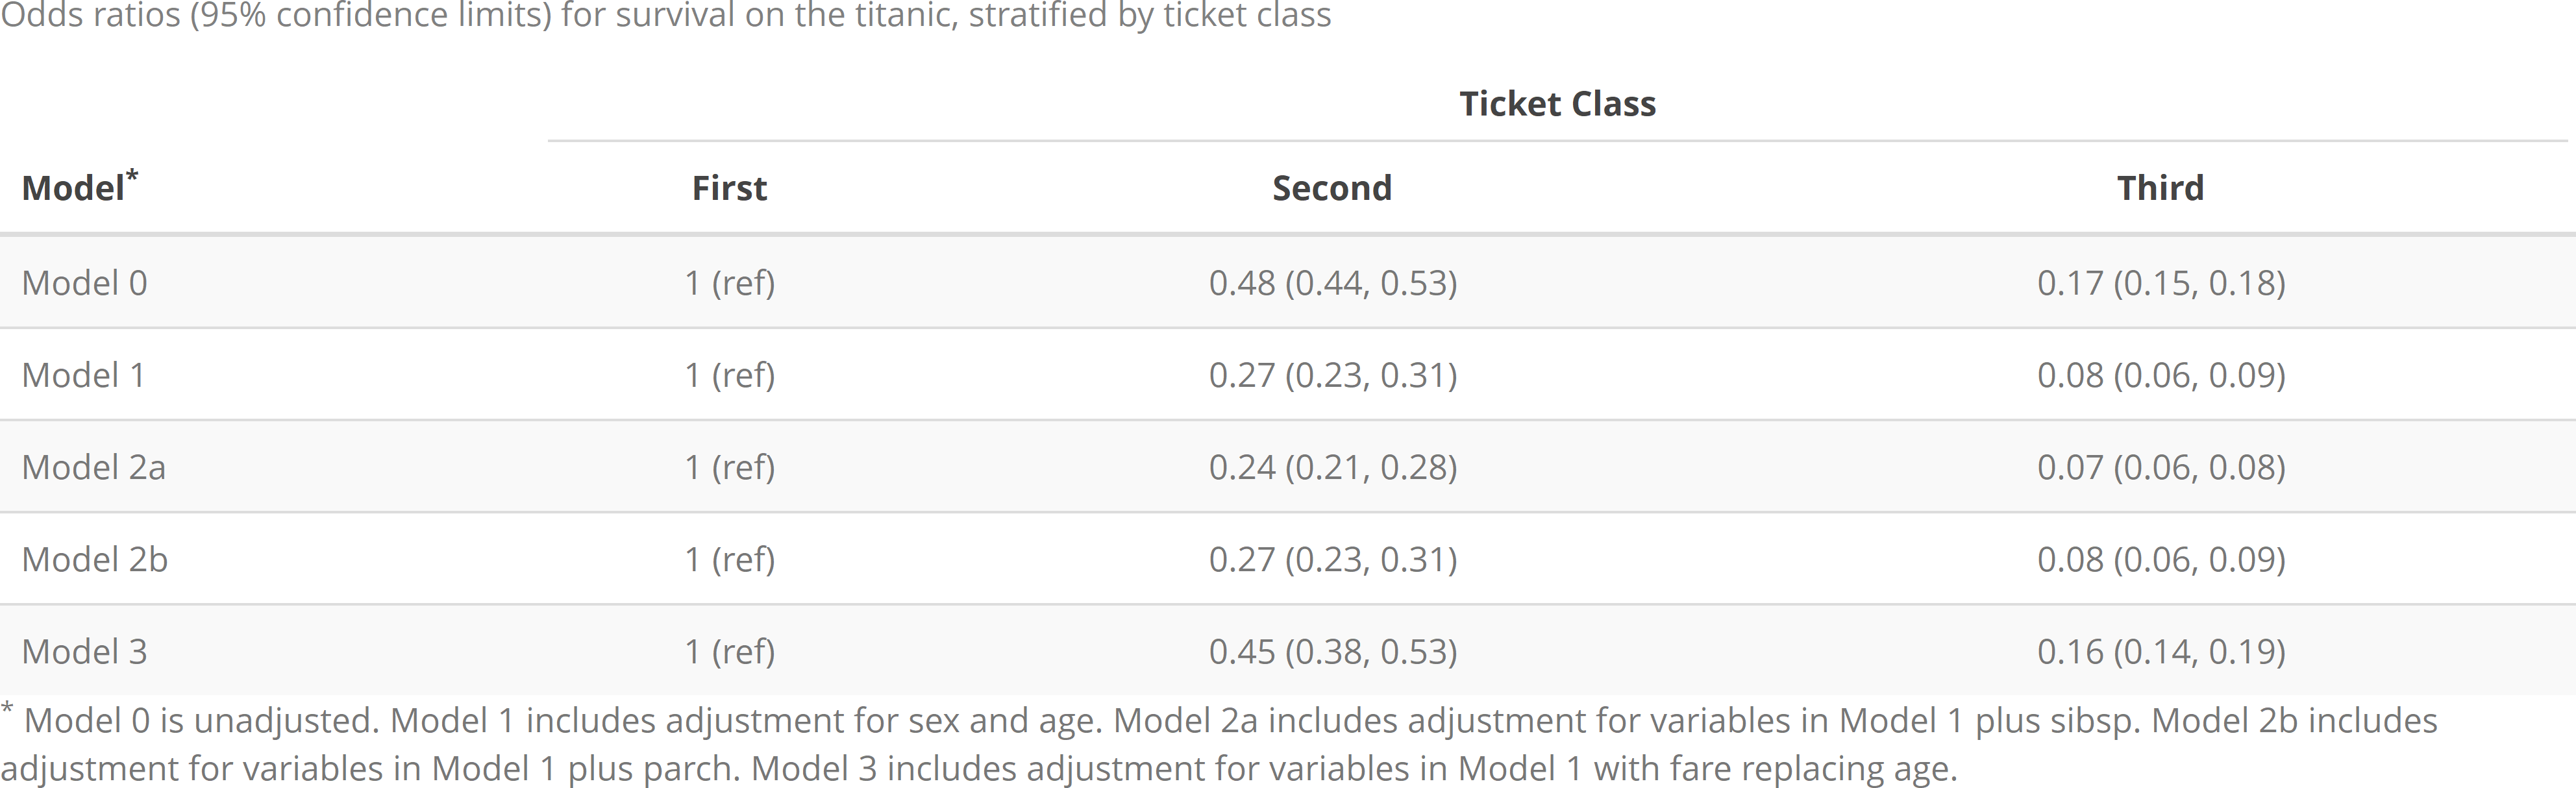 Odds ratios (95% confidence limits) for survival on the titanic, stratified by ticket class
Ticket Class
Model* First Second Third
Model 0 1 (ref) 0.48 (0.44, 0.53) 0.17 (0.15, 0.18)
Model 1 1 (ref) 0.27 (0.23, 0.31) 0.08 (0.06, 0.09)
Model 2a 1 (ref) 0.24 (0.21, 0.28) 0.07 (0.06, 0.08)
Model 2b 1 (ref) 0.27 (0.23, 0.31) 0.08 (0.06, 0.09)
Model 3 1 (ref) 0.45 (0.38, 0.53) 0.16 (0.14, 0.19)
* Model 0 is unadjusted. Model 1 includes adjustment for sex and age. Model 2a includes adjustment for variables in Model 1 plus sibsp. Model 2b includes
adjustment for variables in Model 1 plus parch. Model 3 includes adjustment for variables in Model 1 with fare replacing age.